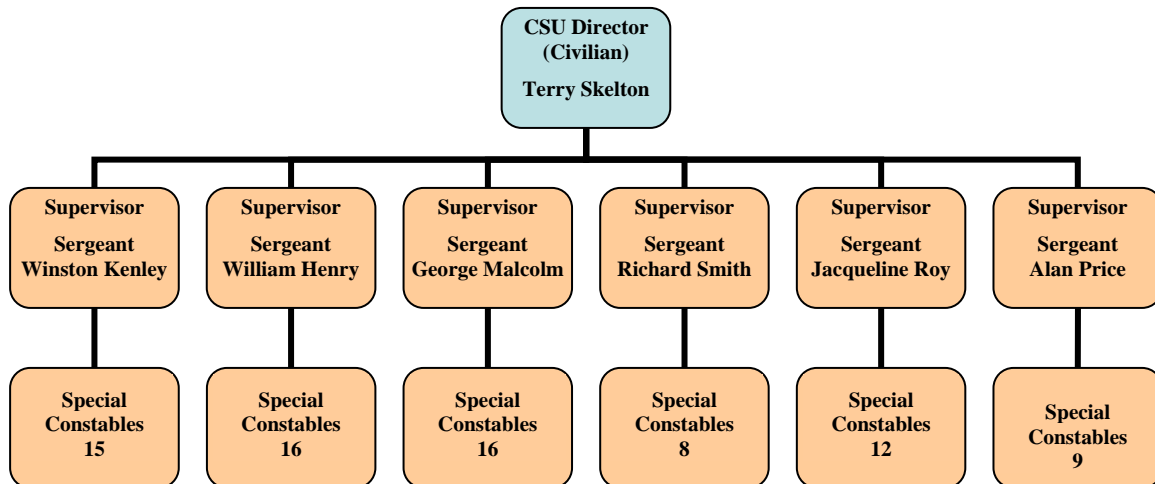 CSU Director
(Civilian)
Terry Skelton
Supervisor
Sergeant
Winston Kenley
Supervisor
Sergeant
William Henry
Supervisor
Sergeant
George Malcolm
Supervisor
Sergeant
Richard Smith
Supervisor
Sergeant
Jacqueline Roy
Supervisor
Sergeant
Alan Price
Special
Constables
15
Special
Constables
16
Special
Constables
16
Special
Constables
8
Special
Constables
12
Special
Constables
9